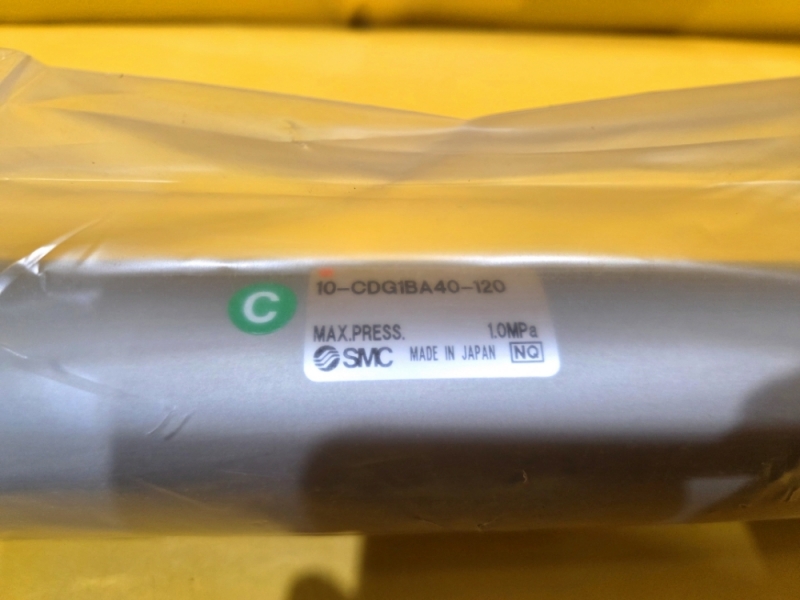 C
10-CDG1BA40-120
MAX.PRESS. 1.0MPa
SMC MADE IN JAPAN NQ